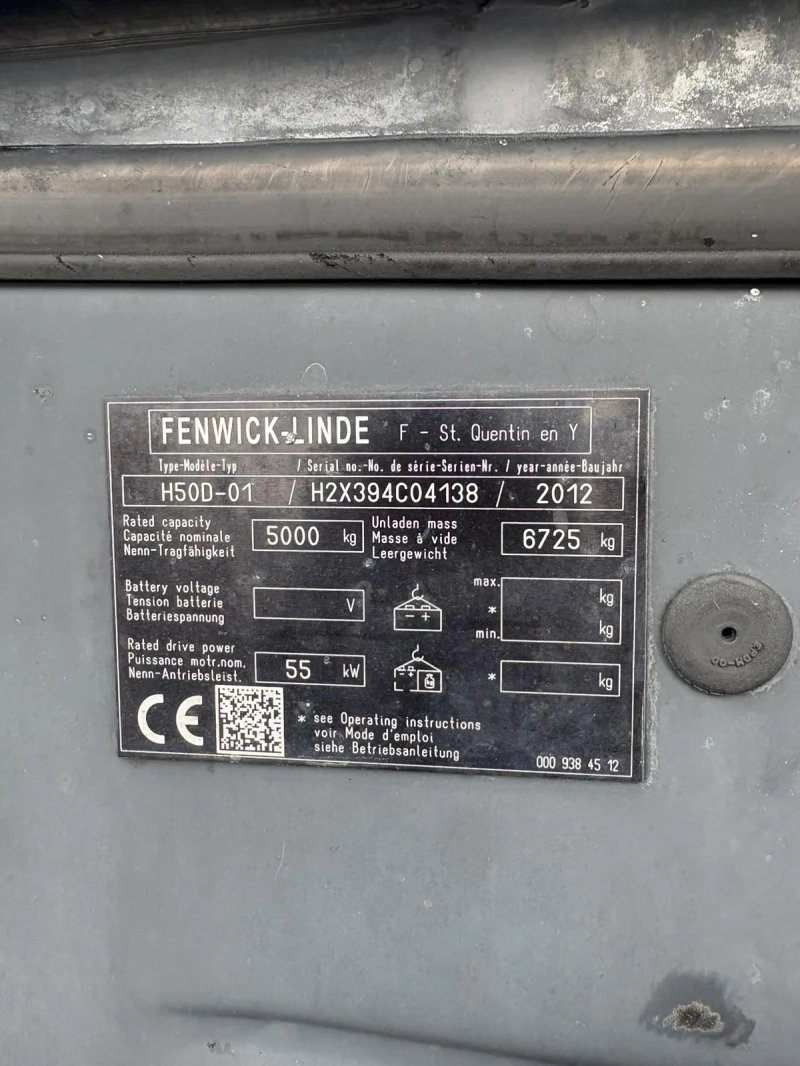 FENWICK-LINDE F - St. Quentin en Y
Type-Modèle-Typ / Serial no.-No. de série-Serien-Nr. / year-année-Baujahr
H50D-01 / H2X394C04138 / 2012
Rated capacity
Capacité nominale
Nenn-Tragfähigkeit
5000 kg
Unladen mass
Masse à vide
Leergewicht
6725 kg
Battery voltage
Tension batterie
Batteriespannung
V
max. kg
*
min. kg
Rated drive power
Puissance motr.nom.
Nenn-Antriebsleist.
55 kW
* kg
CE
* see Operating instructions
voir Mode d'emploi
siehe Betriebsanleitung
000 938 45 12